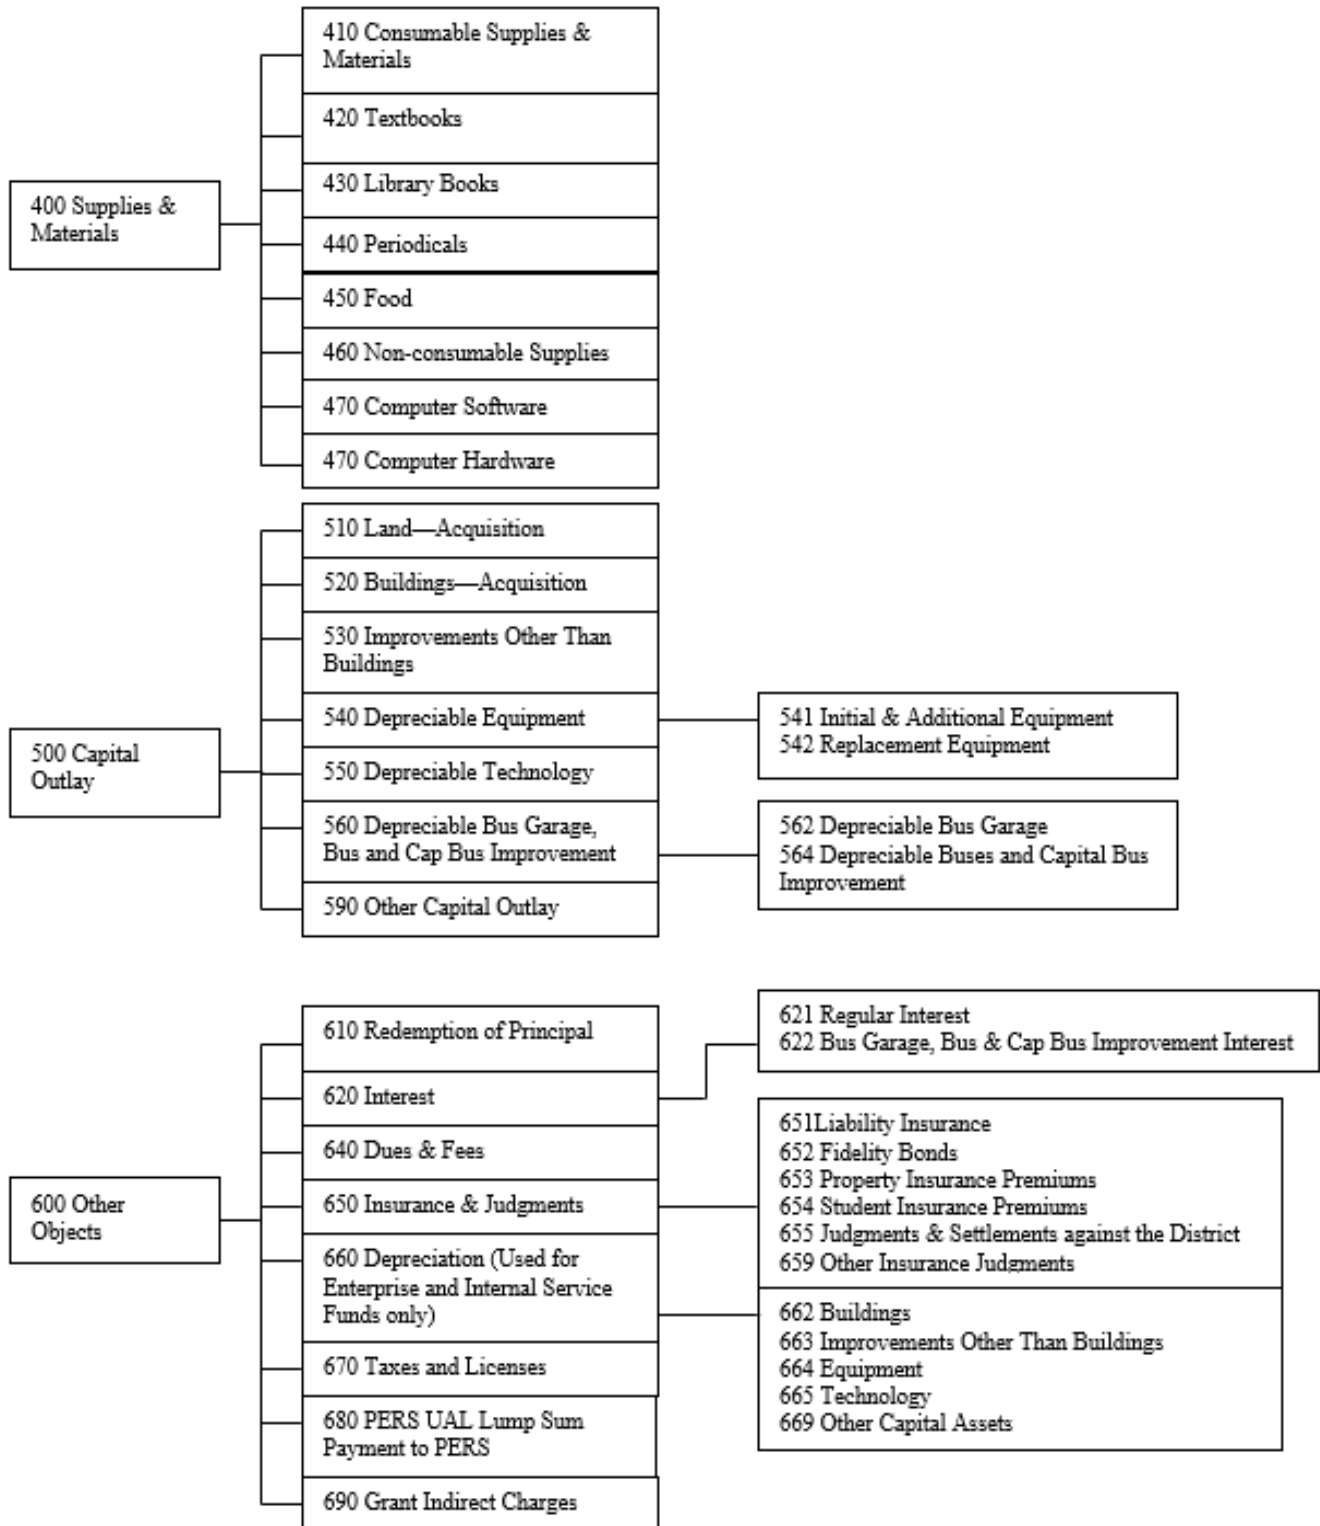 400 Supplies &
Materials
410 Consumable Supplies &
Materials
420 Textbooks
430 Library Books
440 Periodicals
450 Food
460 Non-consumable Supplies
470 Computer Software
470 Computer Hardware
500 Capital
Outlay
510 Land—Acquisition
520 Buildings—Acquisition
530 Improvements Other Than
Buildings
540 Depreciable Equipment
541 Initial & Additional Equipment
542 Replacement Equipment
550 Depreciable Technology
560 Depreciable Bus Garage,
Bus and Cap Bus Improvement
562 Depreciable Bus Garage
564 Depreciable Buses and Capital Bus
Improvement
590 Other Capital Outlay
600 Other
Objects
610 Redemption of Principal
620 Interest
621 Regular Interest
622 Bus Garage, Bus & Cap Bus Improvement Interest
640 Dues & Fees
650 Insurance & Judgments
651Liability Insurance
652 Fidelity Bonds
653 Property Insurance Premiums
654 Student Insurance Premiums
655 Judgments & Settlements against the District
659 Other Insurance Judgments
660 Depreciation (Used for
Enterprise and Internal Service
Funds only)
662 Buildings
663 Improvements Other Than Buildings
664 Equipment
665 Technology
669 Other Capital Assets
670 Taxes and Licenses
680 PERS UAL Lump Sum
Payment to PERS
690 Grant Indirect Charges